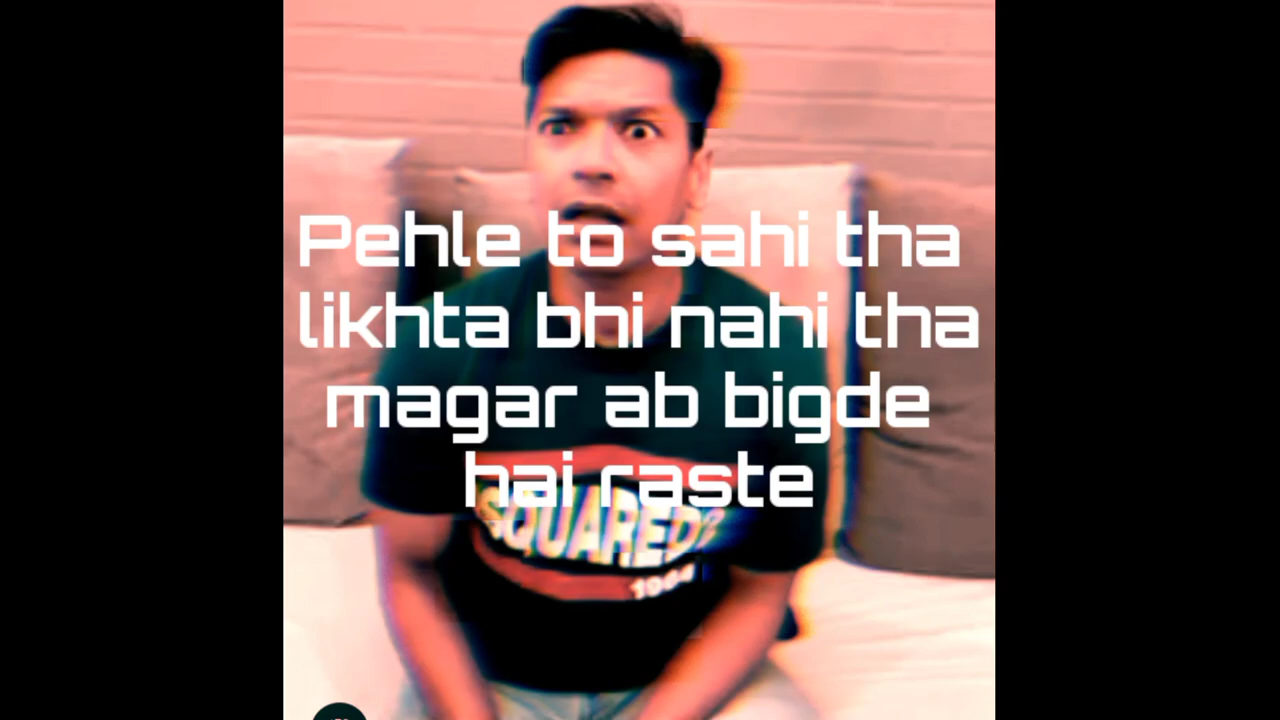 Pehle to sahi tha
likhta bhi nahi tha
magar ab bigde
hai raste
SQUARED2
1964